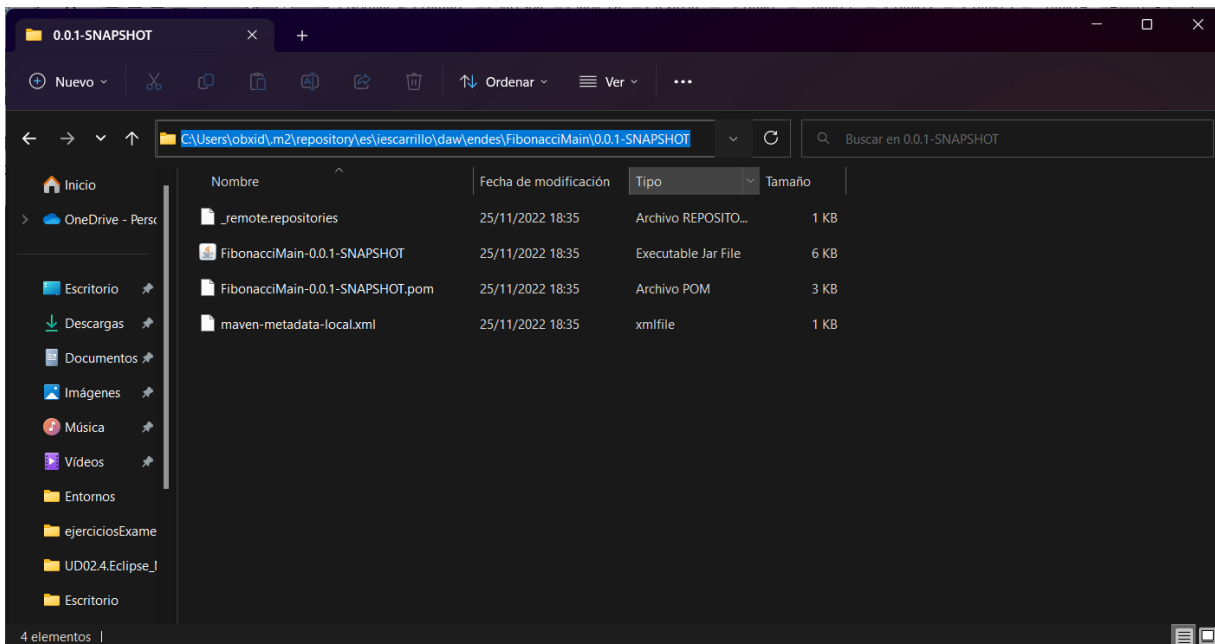 0.0.1-SNAPSHOT
Nuevo
Ordenar
Ver
C:\Users\obxid\.m2\repository\es\iescarrillo\daw\endes\FibonacciMain\0.0.1-SNAPSHOT
Buscar en 0.0.1-SNAPSHOT
Inicio
OneDrive - Perso
Escritorio
Descargas
Documentos
Imágenes
Música
Vídeos
Entornos
ejerciciosExame
UD02.4.Eclipse_
Escritorio
Nombre Fecha de modificación Tipo Tamaño
_remote.repositories 25/11/2022 18:35 Archivo REPOSITO... 1 KB
FibonacciMain-0.0.1-SNAPSHOT 25/11/2022 18:35 Executable Jar File 6 KB
FibonacciMain-0.0.1-SNAPSHOT.pom 25/11/2022 18:35 Archivo POM 3 KB
maven-metadata-local.xml 25/11/2022 18:35 xmlfile 1 KB
4 elementos